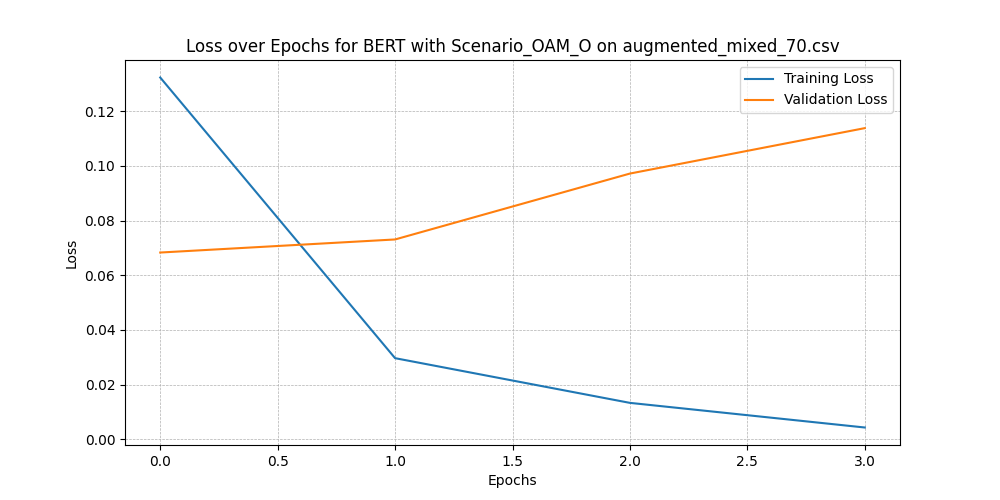 Loss over Epochs for BERT with Scenario_OAM_O on augmented_mixed_70.csv
Training Loss
Validation Loss
0.12
0.10
0.08
0.06
0.04
0.02
0.00
Loss
0.0 0.5 1.0 1.5 2.0 2.5 3.0
Epochs